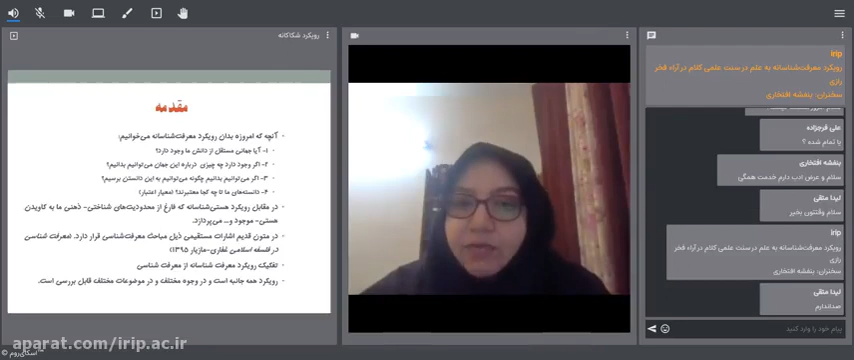 رویکرد شکاکانه
مقدمه
آنچه که امروزه بدان رویکرد معرفت‌شناسانه می‌خوانیم:
۱- آیا جهانی مستقل از دانش ما وجود دارد؟
۲- اگر وجود دارد چه چیزی درباره این جهان می‌توانیم بدانیم؟
۳- اگر می‌توانیم بدانیم چگونه می‌توانیم به این دانستن برسیم؟
۴- دانسته‌های ما تا چه کجا معتبرند؟ (معیار اعتبار)
در مقابل رویکرد هستی‌شناسانه که فارغ از محدودیت‌های شناختی- ذهنی ما به کاویدن
هستی- موجود و... می‌پردازد.
در متون قدیم اشارات مستقیمی ذیل مباحث معرفت‌شناسی قرار دارد. (معرفت شناسی
در فلسفه اسلامی غفاری-مازیار ۱۳۹۵)
تفکیک رویکرد معرفت شناسانه از معرفت شناسی
رویکرد همه جانبه است و در وجوه مختلف و در موضوعات مختلف قابل بررسی است.
irip
رویکرد معرفت‌شناسانه به علم در سنت علمی کلام در آراء فخر
رازی
سخنران: بنفشه افتخاری
علی فرجزاده
یا تمام شده ؟
بنفشه افتخاری
سلام و عرض ادب دارم خدمت همگی
لیدا متقی
سلام وقتتون بخیر
irip
رویکرد معرفت‌شناسانه به علم در سنت علمی کلام در آراء فخر
رازی
سخنران: بنفشه افتخاری
لیدا متقی
صداندارم
پیام خود را وارد کنید
aparat.com/irip.ac.ir
© اسکای‌روم™